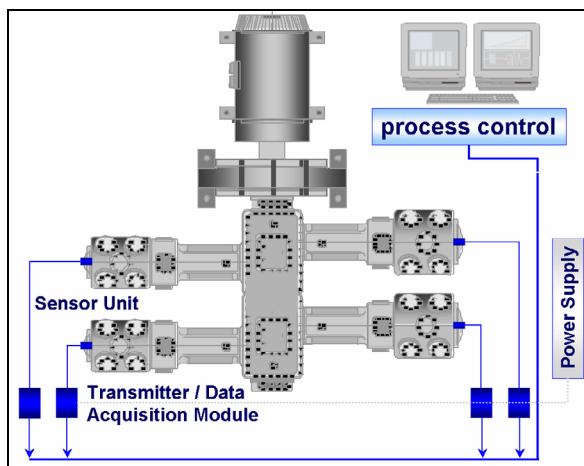 process control
Sensor Unit
Power Supply
Transmitter / Data
Acquisition Module